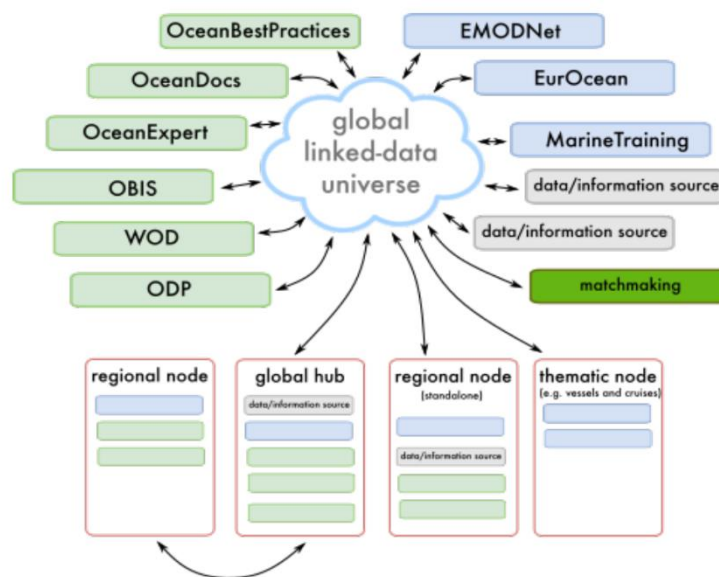 OceanBestPractices
EMODNet
OceanDocs
EurOcean
OceanExpert
global
linked-data
universe
MarineTraining
OBIS
data/information source
WOD
data/information source
ODP
matchmaking
regional node
global hub
data/information source
regional node
(standalone)
data/information source
thematic node
(e.g. vessels and cruises)